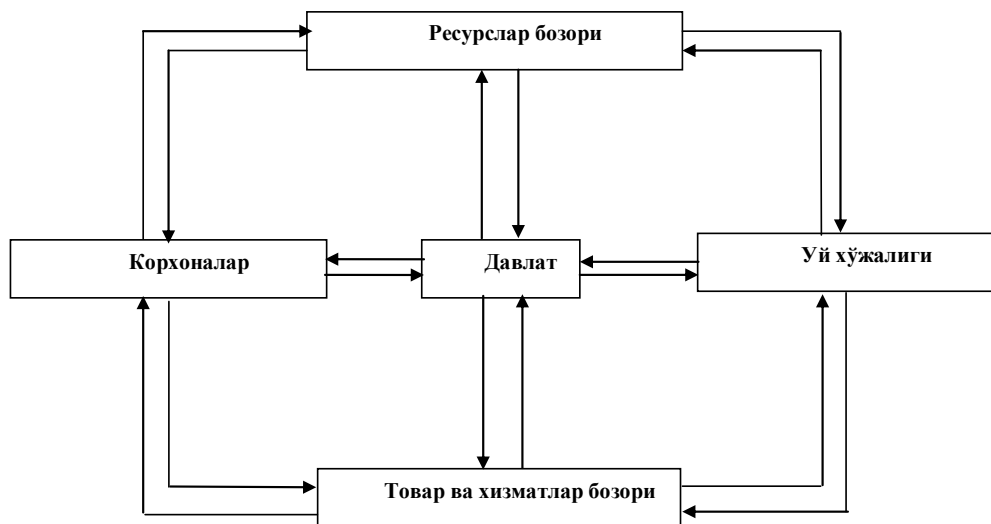 Ресурслар бозори
Корхоналар
Давлат
Уй хўжалиги
Товар ва хизматлар бозори